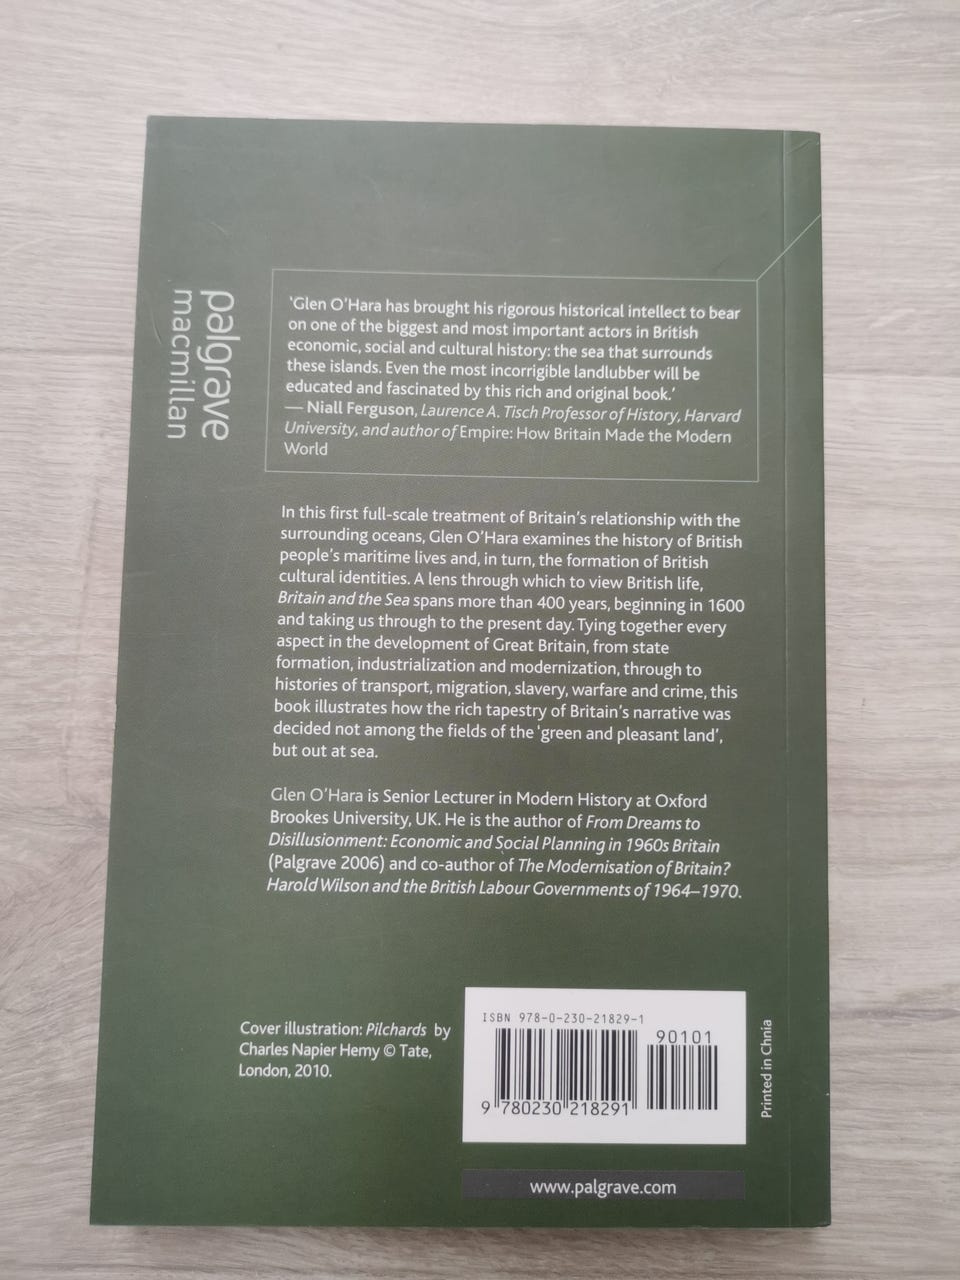 palgrave
macmillan
‘Glen O’Hara has brought his rigorous historical intellect to bear
on one of the biggest and most important actors in British
economic, social and cultural history: the sea that surrounds
these islands. Even the most incorrigible landlubber will be
educated and fascinated by this rich and original book.’
— Niall Ferguson, Laurence A. Tisch Professor of History, Harvard
University, and author of Empire: How Britain Made the Modern
World
In this first full-scale treatment of Britain’s relationship with the
surrounding oceans, Glen O’Hara examines the history of British
people’s maritime lives and, in turn, the formation of British
cultural identities. A lens through which to view British life,
Britain and the Sea spans more than 400 years, beginning in 1600
and taking us through to the present day. Tying together every
aspect in the development of Great Britain, from state
formation, industrialization and modernization, through to
histories of transport, migration, slavery, warfare and crime, this
book illustrates how the rich tapestry of Britain’s narrative was
decided not among the fields of the ‘green and pleasant land’,
but out at sea.
Glen O’Hara is Senior Lecturer in Modern History at Oxford
Brookes University, UK. He is the author of From Dreams to
Disillusionment: Economic and Social Planning in 1960s Britain
(Palgrave 2006) and co-author of The Modernisation of Britain?
Harold Wilson and the British Labour Governments of 1964–1970.
Cover illustration: Pilchards by
Charles Napier Hemy © Tate,
London, 2010.
ISBN 978-0-230-21829-1
90101
9 780230 218291
Printed in Chnia
www.palgrave.com